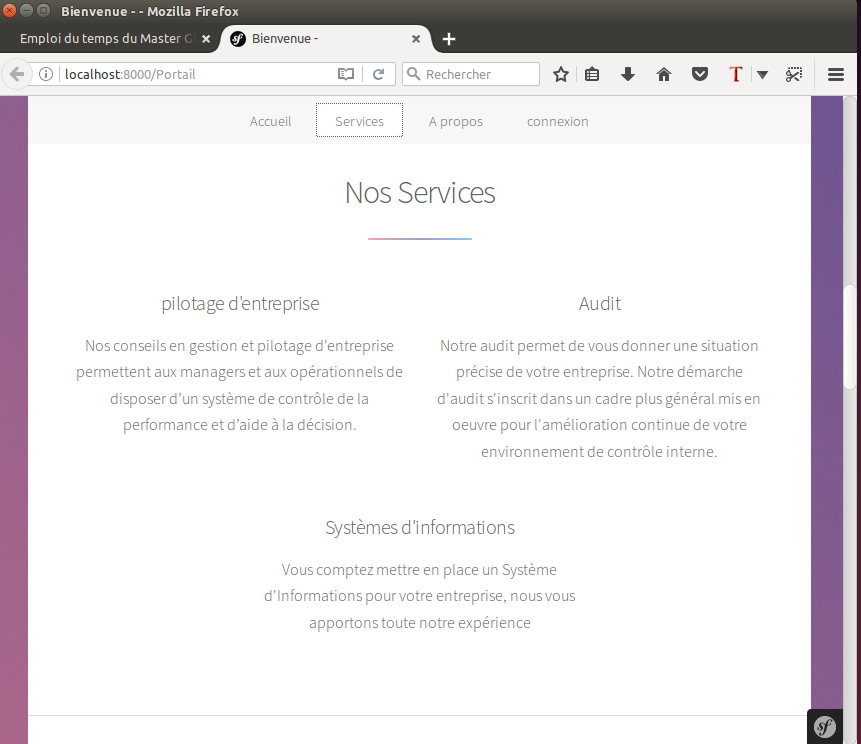 Bienvenue - - Mozilla Firefox
Emploi du temps du Master G
Bienvenue -
localhost:8000/Portail
Rechercher
Accueil
Services
A propos
connexion
Nos Services
pilotage d'entreprise
Nos conseils en gestion et pilotage d'entreprise
permettent aux managers et aux opérationnels de
disposer d’un système de contrôle de la
performance et d’aide à la décision.
Audit
Notre audit permet de vous donner une situation
précise de votre entreprise. Notre démarche
d'audit s'inscrit dans un cadre plus général mis en
oeuvre pour l'amélioration continue de votre
environnement de contrôle interne.
Systèmes d'informations
Vous comptez mettre en place un Système
d'Informations pour votre entreprise, nous vous
apportons toute notre expérience